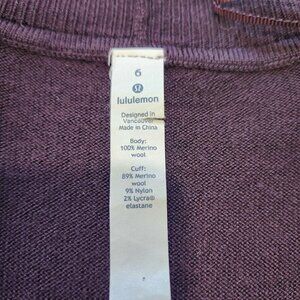 6
lululemon
Designed in
Vancouver
Made in China
Body:
100% Merino
wool
Cuff:
89% Merino
wool
9% Nylon
2% Lycra®
elastane